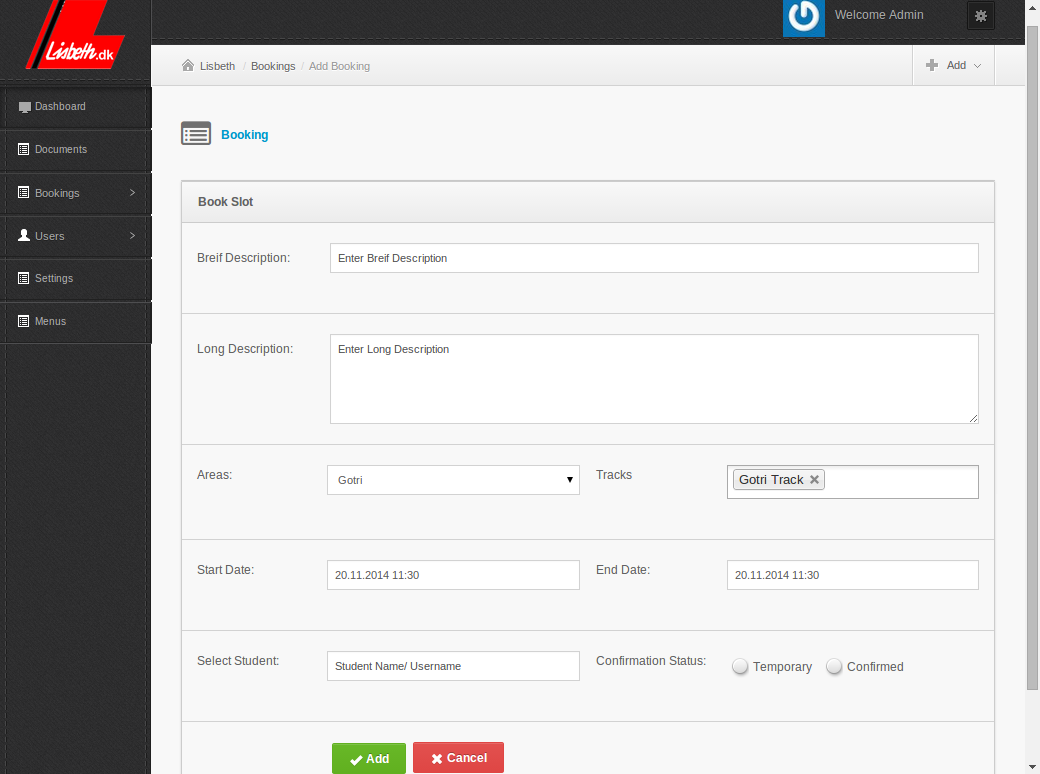 Lisbeth.dk
Welcome Admin
Lisbeth / Bookings / Add Booking
Add
Dashboard
Documents
Bookings
Users
Settings
Menus
Booking
Book Slot
Breif Description: Enter Breif Description
Long Description: Enter Long Description
Areas: Gotri Tracks Gotri Track
Start Date: 20.11.2014 11:30 End Date: 20.11.2014 11:30
Select Student: Student Name/ Username Confirmation Status: Temporary Confirmed
Add Cancel